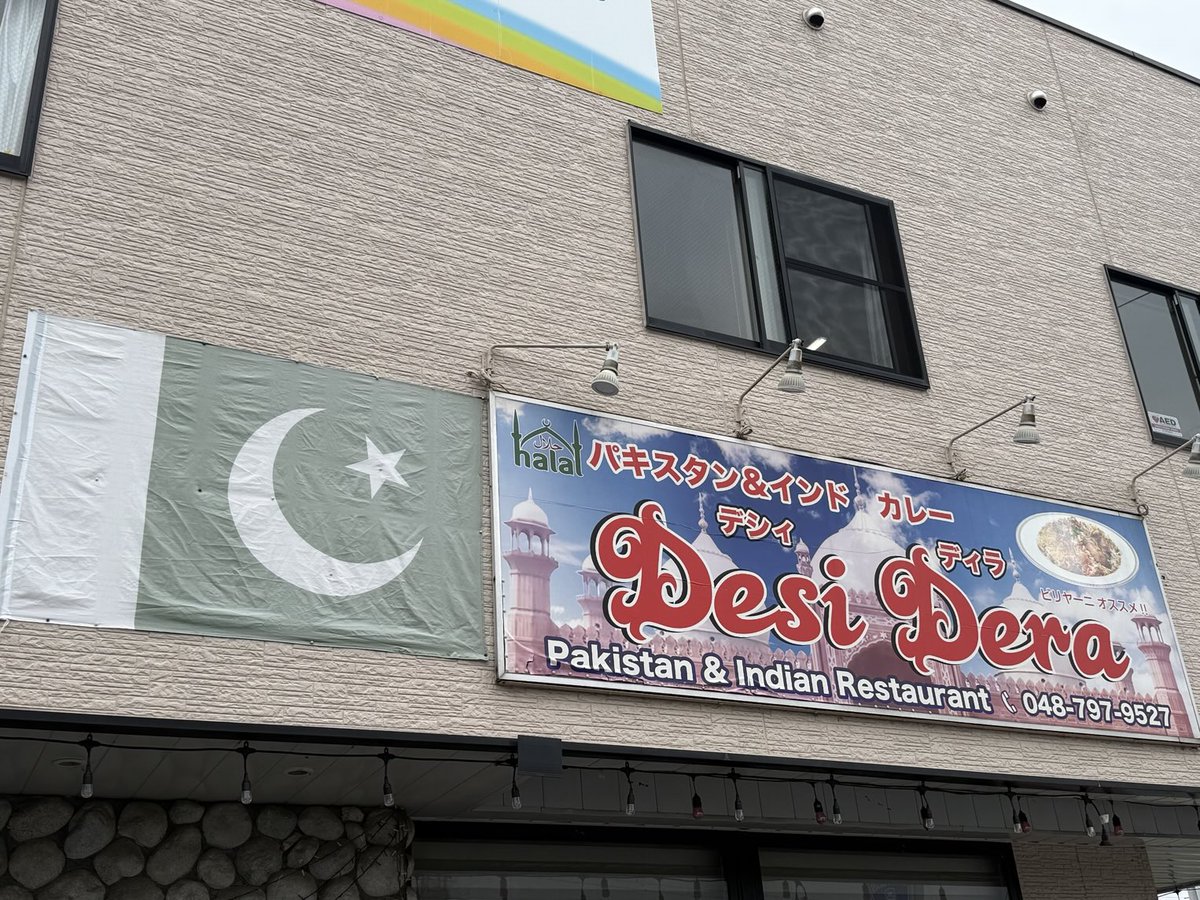 حلال
halal
パキスタン&インド カレー
デシィ ディラ
Desi Dera
ビリヤーニ オススメ!!
Pakistan & Indian Restaurant 048-797-9527
AED